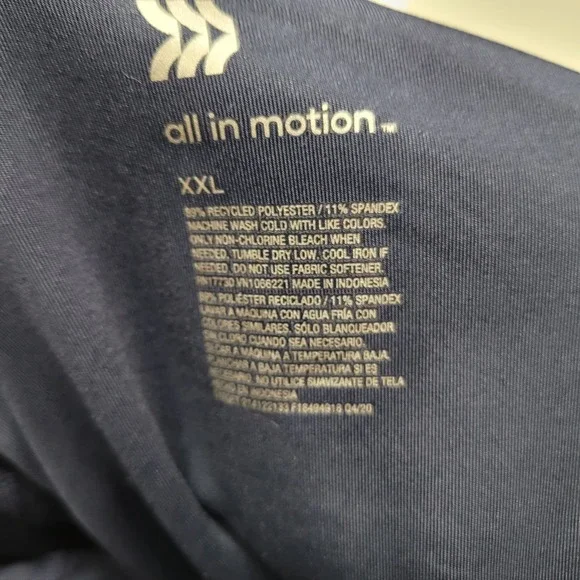 all in motion™
XXL
89% RECYCLED POLYESTER / 11% SPANDEX
MACHINE WASH COLD WITH LIKE COLORS.
ONLY NON-CHLORINE BLEACH WHEN
NEEDED. TUMBLE DRY LOW. COOL IRON IF
NEEDED. DO NOT USE FABRIC SOFTENER.
VN1066221 MADE IN INDONESIA
89% POLIÉSTER RECICLADO / 11% SPANDEX
LAVAR A MÁQUINA CON AGUA FRÍA CON
COLORES SIMILARES. SÓLO BLANQUEADOR
CLORO CUANDO SEA NECESARIO.
A MÁQUINA A TEMPERATURA BAJA.
A BAJA TEMPERATURA SI ES
NO UTILICE SUAVIZANTE DE TELA
EN INDONESIA
04/20